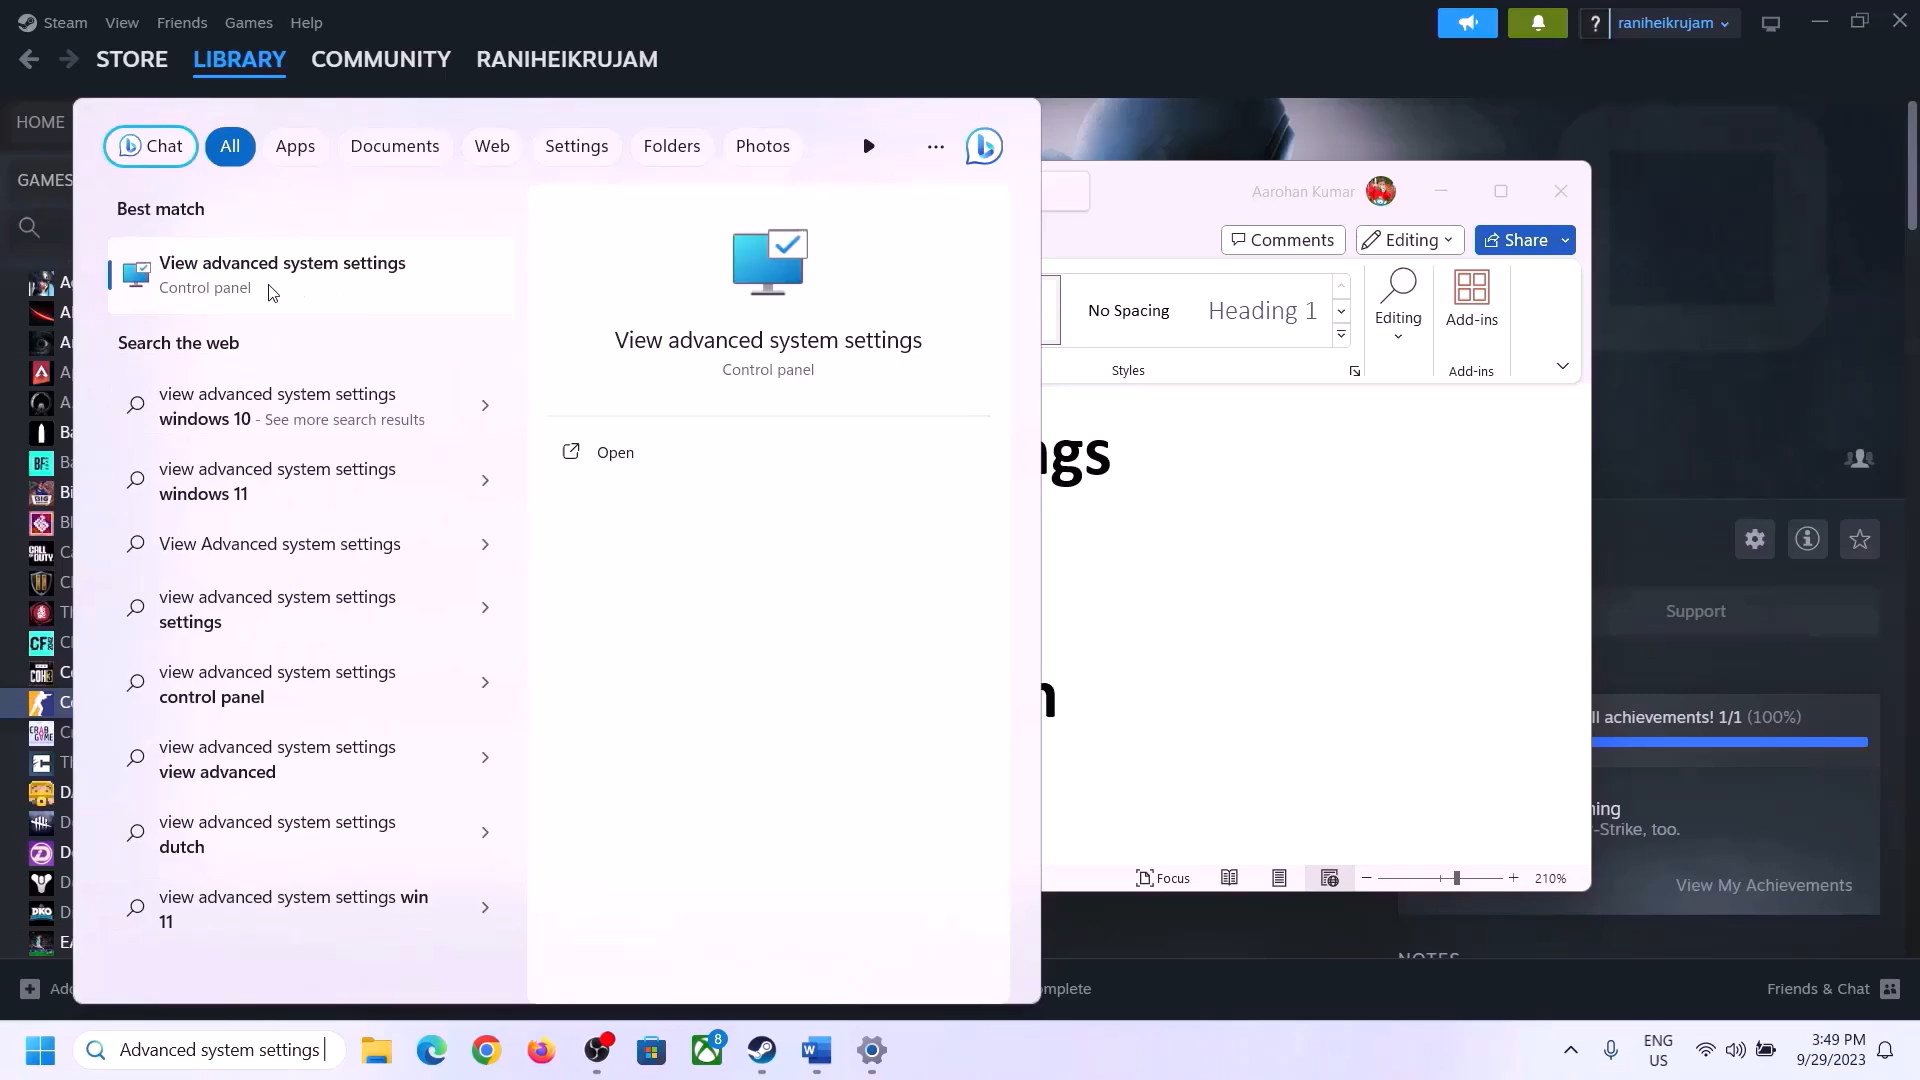 Steam View Friends Games Help
? raniheikrujam
STORE LIBRARY COMMUNITY RANIHEIKRUJAM
HOME
GAMES
Chat All Apps Documents Web Settings Folders Photos
Best match
View advanced system settings
Control panel
Search the web
view advanced system settings
windows 10 - See more search results
view advanced system settings
windows 11
View Advanced system settings
view advanced system settings
settings
view advanced system settings
control panel
view advanced system settings
view advanced
view advanced system settings
dutch
view advanced system settings win
11
View advanced system settings
Control panel
Open
Aarohan Kumar
Comments Editing Share
No Spacing Heading 1
Editing
Add-ins
Styles
Add-ins
ngs
n
Focus
210%
Support
ll achievements! 1/1 (100%)
ning
-Strike, too.
View My Achievements
NOTES
Add
mplete
Friends & Chat
Advanced system settings
8
ENG
US
3:49 PM
9/29/2023